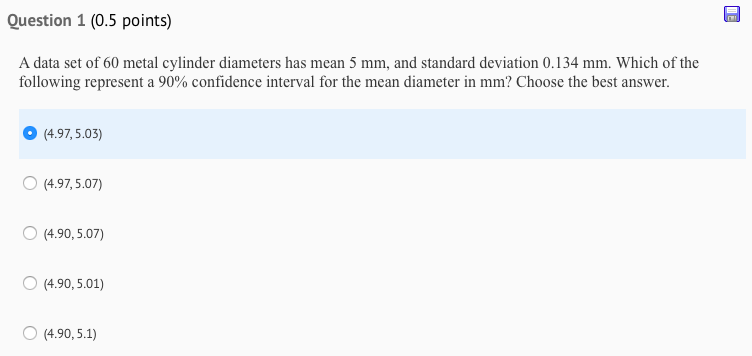 Question 1 (0.5 points)
A data set of 60 metal cylinder diameters has mean 5 mm, and standard deviation 0.134 mm. Which of the
following represent a 90% confidence interval for the mean diameter in mm? Choose the best answer.
(4.97, 5.03)
(4.97, 5.07)
(4.90, 5.07)
(4.90, 5.01)
(4.90, 5.1)